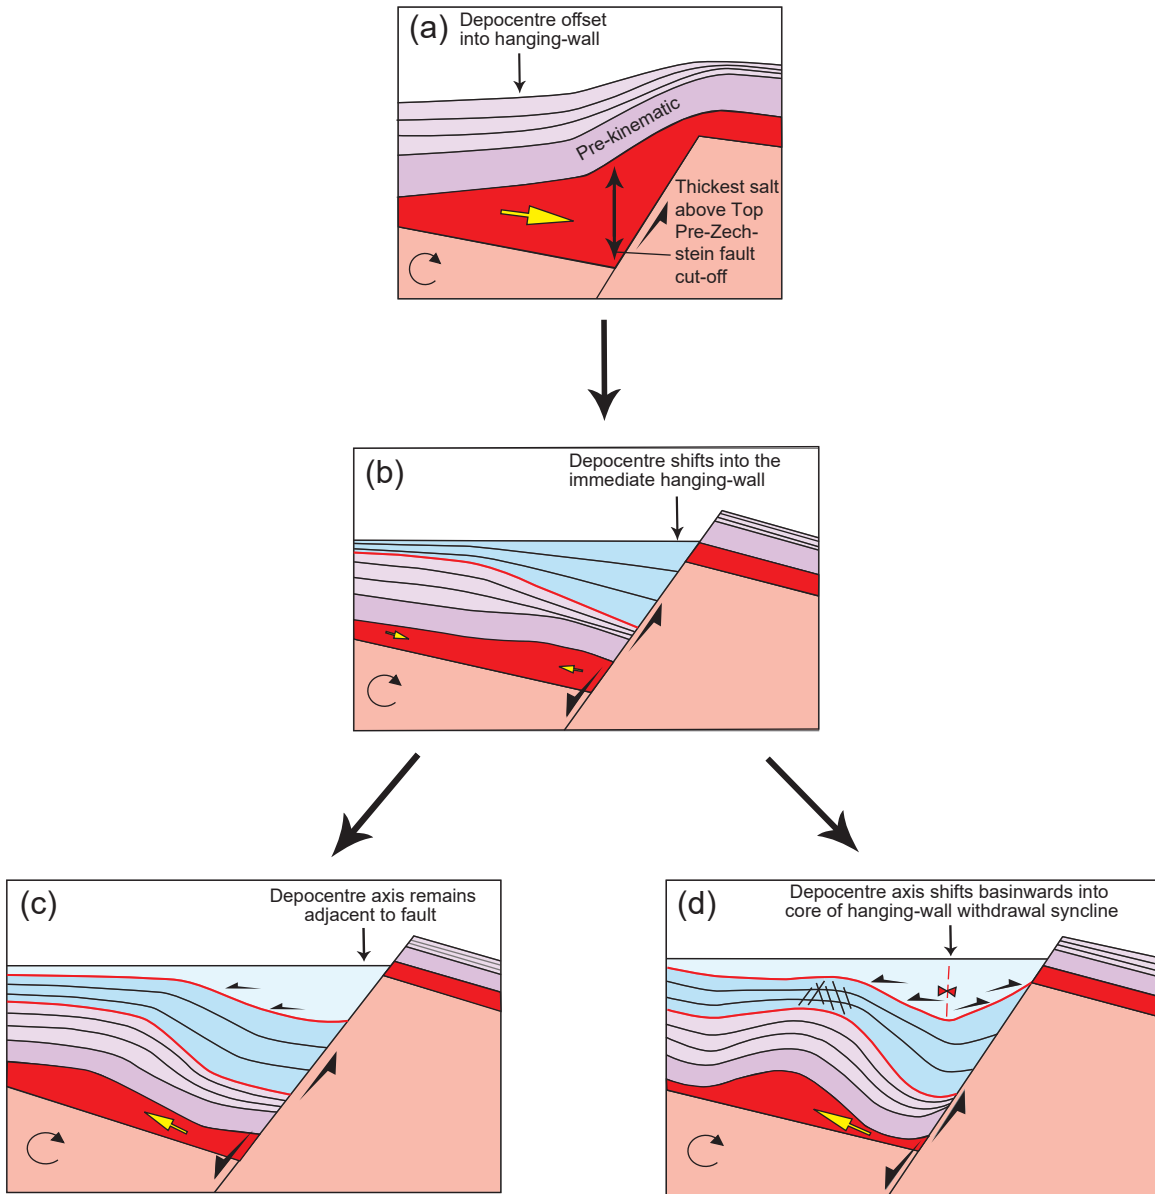 (a)
Depocentre offset
into hanging-wall
Pre-kinematic
Thickest salt
above Top
Pre-Zech-
stein fault
cut-off
(b)
Depocentre shifts into the
immediate hanging-wall
(c)
Depocentre axis remains
adjacent to fault
(d)
Depocentre axis shifts basinwards into
core of hanging-wall withdrawal syncline